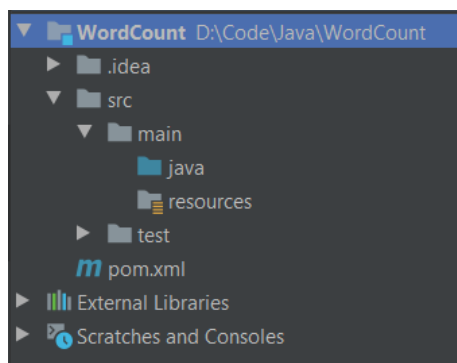 WordCount D:\Code\Java\WordCount
.idea
src
main
java
resources
test
m pom.xml
External Libraries
Scratches and Consoles